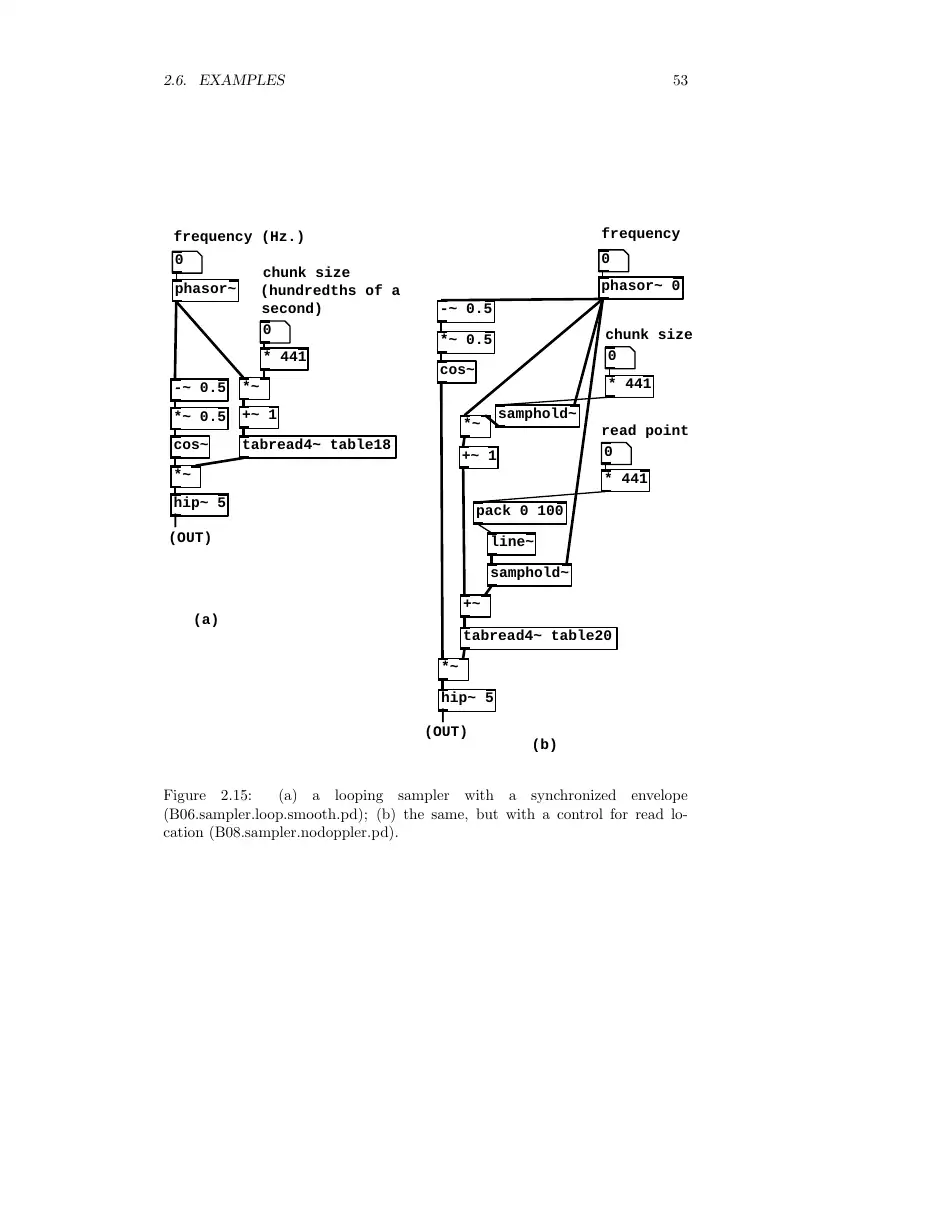 2.6. EXAMPLES 53
frequency (Hz.)
0
phasor~
chunk size
(hundredths of a
second)
0
* 441
-~ 0.5
*~
*~ 0.5
+~ 1
cos~
tabread4~ table18
*~
hip~ 5
(OUT)
(a)
frequency
0
phasor~ 0
-~ 0.5
*~ 0.5
cos~
chunk size
0
* 441
samphold~
*~
+~ 1
read point
0
* 441
pack 0 100
line~
samphold~
+~
tabread4~ table20
*~
hip~ 5
(OUT)
(b)
Figure 2.15: (a) a looping sampler with a synchronized envelope
(B06.sampler.loop.smooth.pd); (b) the same, but with a control for read lo-
cation (B08.sampler.nodoppler.pd).